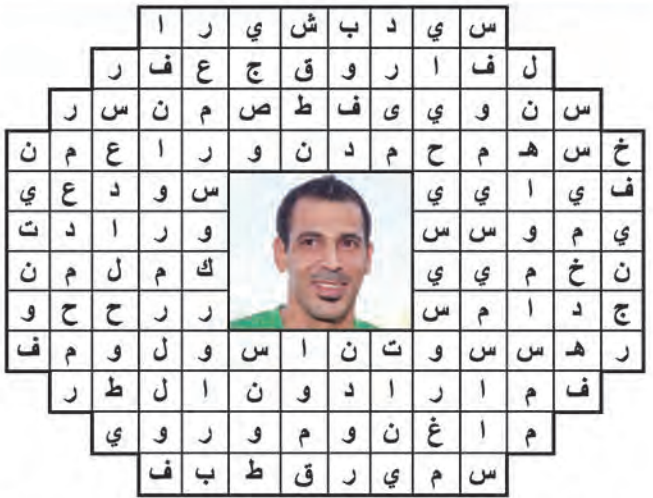 س ي د ب ش ي ر ا
ل ف ا ر و ق ج ع ف ر
س ن و ي ى ف ط ص م ن س ر
خ س هـ م ح م د ن و ر ا ع م ن
ف ي ا ي ي س و د ع ي
ي م و س س و ر ا د ت
ن خ م ي ي ك م ل م ن
ج د ا م س ر ر ح ح و
ر هـ س س و ت ن ا س و ل و م ف
ف م ا ر ا د و ن ا ل ط ر
م ا غ ن و م و ر و ي
س م ي ر ق ط ب ف